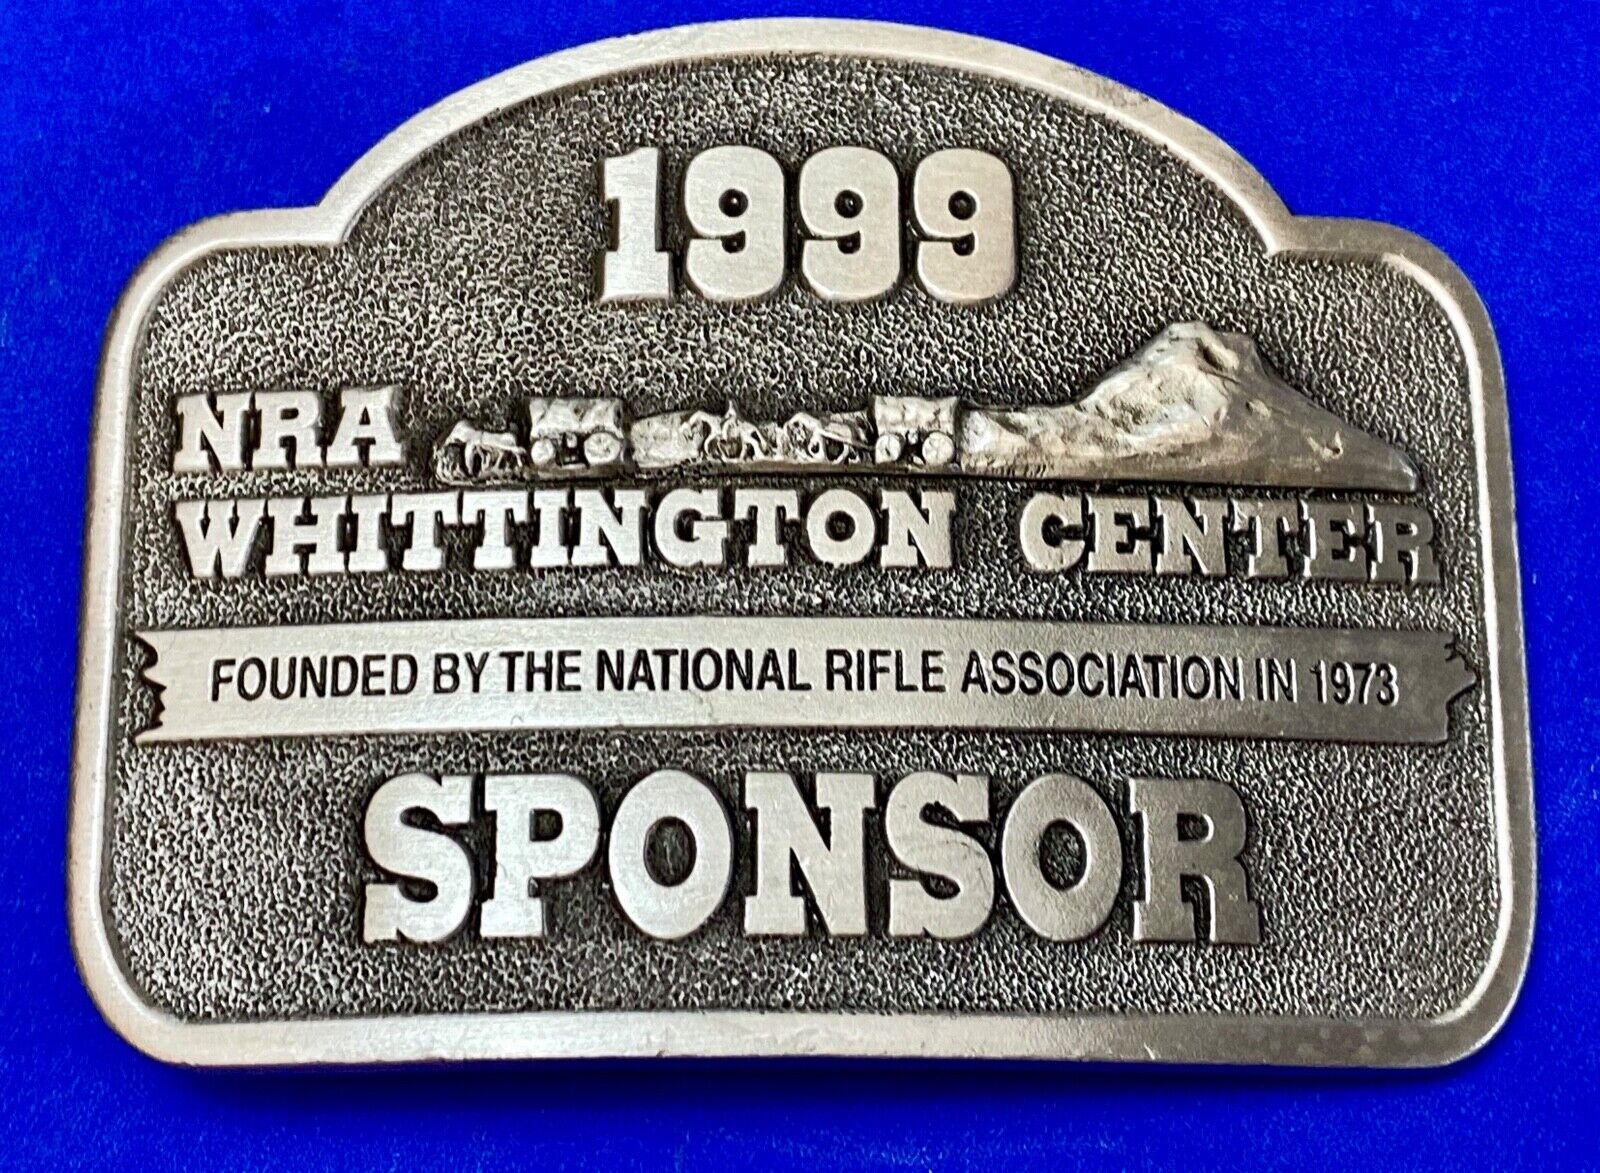 1999
NRA
WHITTINGTON CENTER
FOUNDED BY THE NATIONAL RIFLE ASSOCIATION IN 1973
SPONSOR